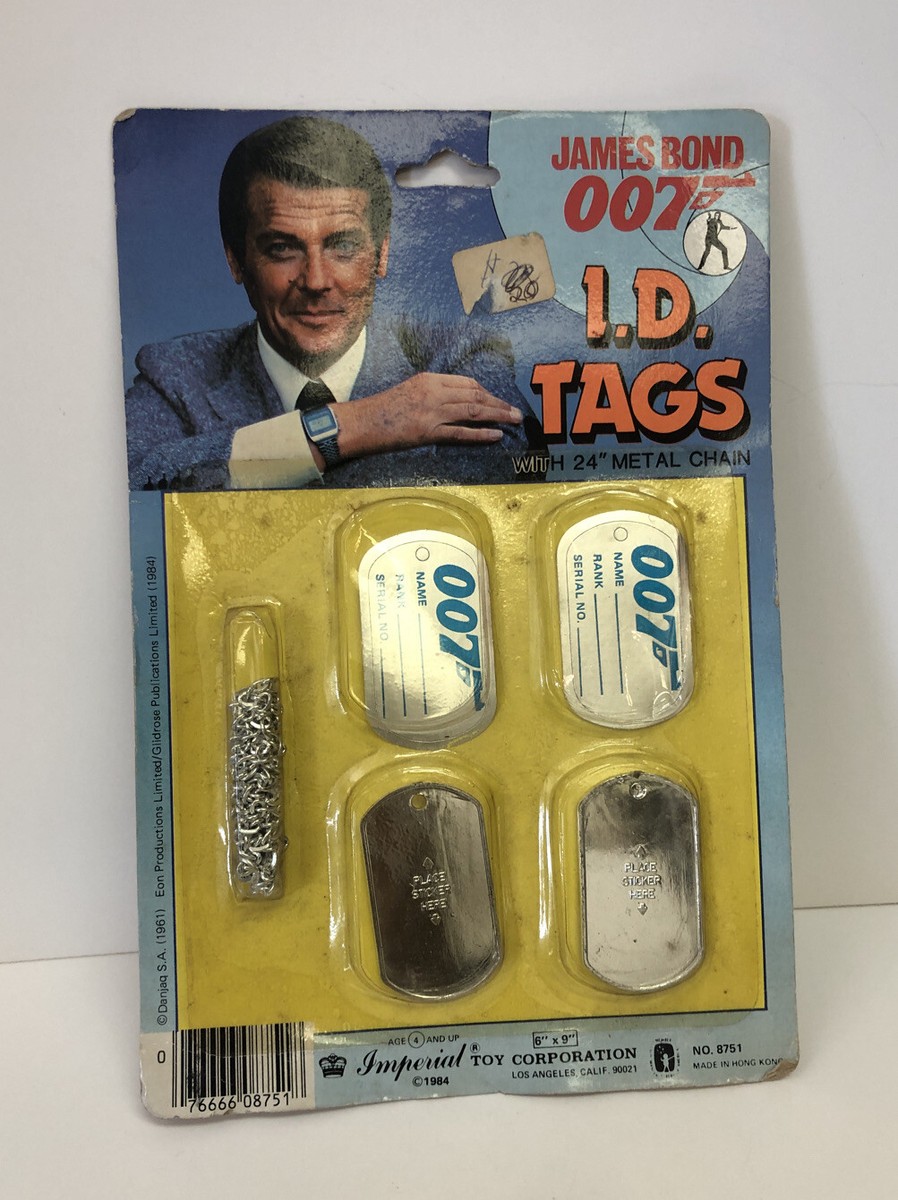 JAMES BOND
007
I.D.
TAGS
WITH 24" METAL CHAIN
20
007
NAME
RANK
SERIAL NO.
007
NAME
RANK
SERIAL NO.
PLACE
STICKER
HERE
PLACE
STICKER
HERE
©Danjaq S.A. (1961) Eon Productions Limited/Glidrose Publications Limited (1984)
0
76666 08751
AGE 4 AND UP
6" x 9"
Imperial® TOY CORPORATION
©1984
LOS ANGELES, CALIF. 90021
NO. 8751
MADE IN HONG KONG